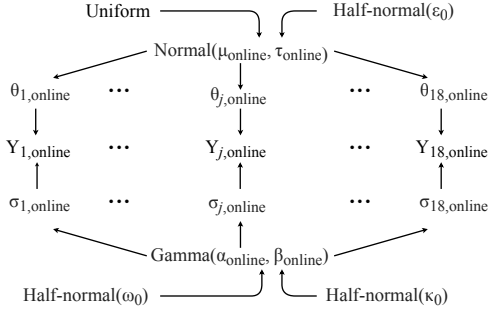 Uniform Half-normal(ε₀)
Normal(μonline, τonline)
θ1,online ••• θj,online ••• θ18,online
Y1,online ••• Yj,online ••• Y18,online
σ1,online ••• σj,online ••• σ18,online
Gamma(αonline, βonline)
Half-normal(ω₀) Half-normal(κ₀)